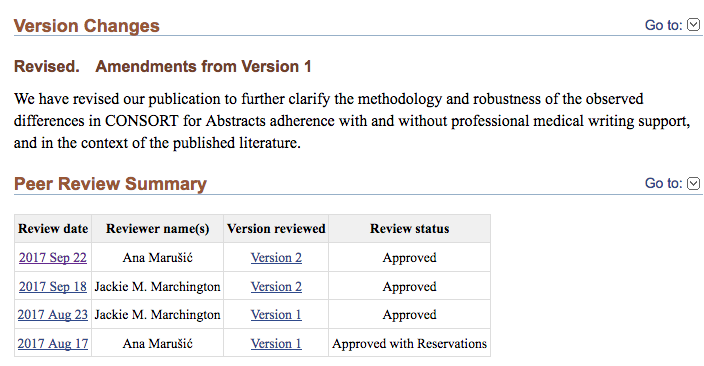 Version Changes Go to:
Revised. Amendments from Version 1
We have revised our publication to further clarify the methodology and robustness of the observed
differences in CONSORT for Abstracts adherence with and without professional medical writing support,
and in the context of the published literature.
Peer Review Summary Go to:
Review date Reviewer name(s) Version reviewed Review status
2017 Sep 22 Ana Marušić Version 2 Approved
2017 Sep 18 Jackie M. Marchington Version 2 Approved
2017 Aug 23 Jackie M. Marchington Version 1 Approved
2017 Aug 17 Ana Marušić Version 1 Approved with Reservations